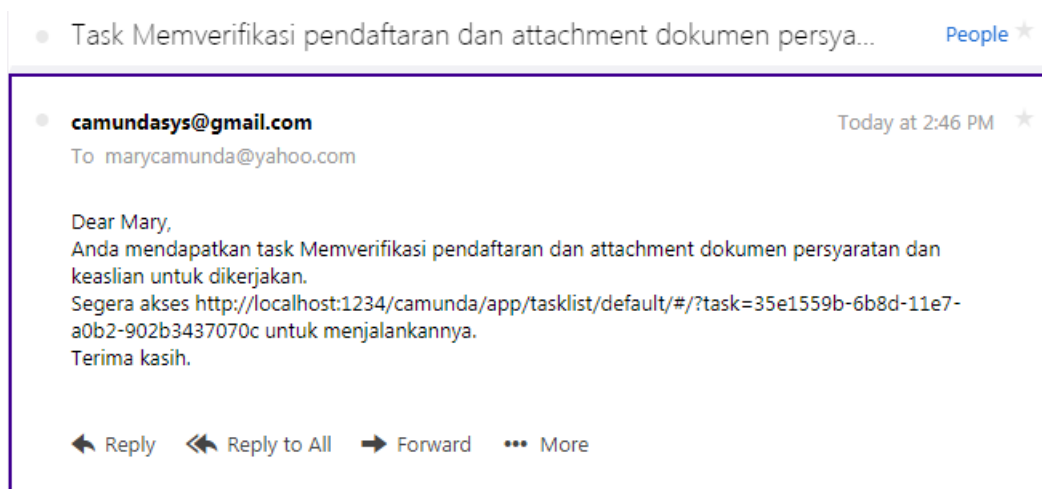 Task Memverifikasi pendaftaran dan attachment dokumen persya... People
camundasys@gmail.com Today at 2:46 PM
To marycamunda@yahoo.com
Dear Mary,
Anda mendapatkan task Memverifikasi pendaftaran dan attachment dokumen persyaratan dan
keaslian untuk dikerjakan.
Segera akses http://localhost:1234/camunda/app/tasklist/default/#/?task=35e1559b-6b8d-11e7-
a0b2-902b3437070c untuk menjalankannya.
Terima kasih.
Reply Reply to All Forward More